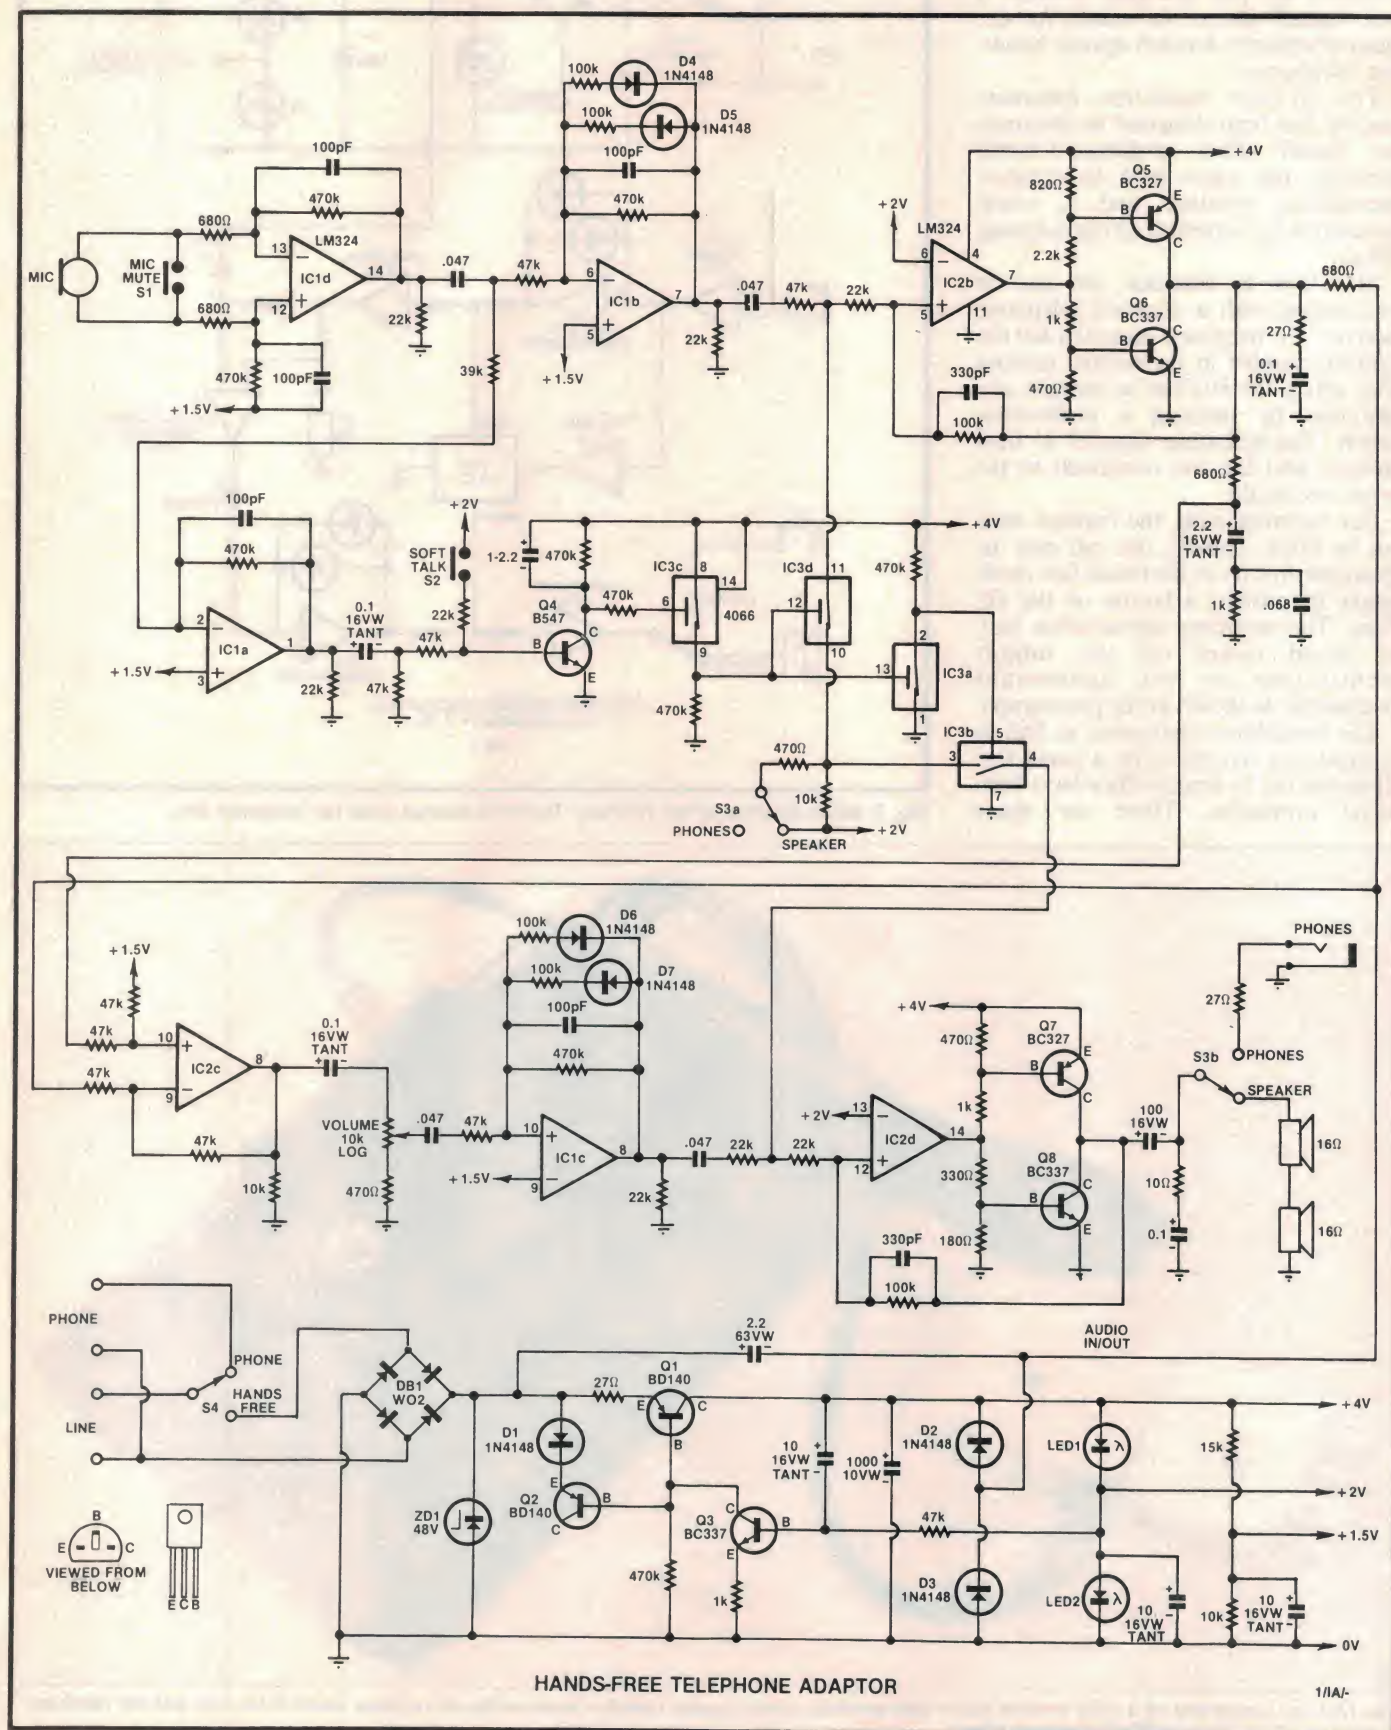 D4
1N4148
100k
D5
1N4148
100k
100pF
100pF
470k
470k
680Ω
LM324
MIC
MIC
MUTE
S1
13
−
IC1d
14
+
12
680Ω
.047
47k
6
−
IC1b
7
+
5
+1.5V
22k
.047
47k
22k
22k
470k
100pF
+1.5V
39k
+4V
Q5
BC327
820Ω
E
B
C
+2V
LM324
6
−
4
IC2b
7
5
+
11
2.2k
Q6
BC337
1k
C
B
E
470Ω
330pF
100k
680Ω
27Ω
0.1
16VW
TANT
+
−
680Ω
2.2
16VW
TANT
+
−
1k
.068
100pF
470k
2
−
IC1a
1
+1.5V
3
+
22k
0.1
16VW
TANT
+
−
47k
47k
+2V
SOFT
TALK
S2
22k
1-2.2
+
−
470k
Q4
B547
B
C
E
470k
IC3c
8
14
6
4066
9
470k
IC3d
11
12
10
+4V
470k
2
13
IC3a
1
IC3b
5
3
4
7
470Ω
10k
S3a
PHONES
SPEAKER
+2V
+1.5V
47k
47k
10
+
IC2c
8
47k
−
9
47k
10k
0.1
16VW
TANT
+
−
VOLUME
10k
LOG
470Ω
.047
47k
100k
D6
1N4148
100k
D7
1N4148
100pF
470k
10
+
IC1c
8
+1.5V
−
9
22k
.047
22k
22k
+4V
470Ω
Q7
BC327
E
B
C
1k
+2V
13
−
IC2d
14
+
12
330Ω
Q8
BC337
C
B
E
180Ω
330pF
100k
100
16VW
+
−
10Ω
0.1
+
−
PHONES
27Ω
PHONES
S3b
SPEAKER
16Ω
16Ω
PHONE
PHONE
HANDS
FREE
S4
LINE
DB1
WO2
AUDIO
IN/OUT
2.2
63VW
+
−
27Ω
Q1
BD140
E
C
B
D1
1N4148
E
Q2
BD140
B
C
ZD1
48V
470k
Q3
BC337
C
B
E
1k
10
16VW
TANT
+
−
1000
10VW
+
−
D2
1N4148
47k
D3
1N4148
LED1
λ
LED2
λ
10
16VW
TANT
+
−
15k
10k
10
16VW
TANT
+
−
+4V
+2V
+1.5V
0V
B
E
C
VIEWED FROM
BELOW
E C B
HANDS-FREE TELEPHONE ADAPTOR
1/IA/-